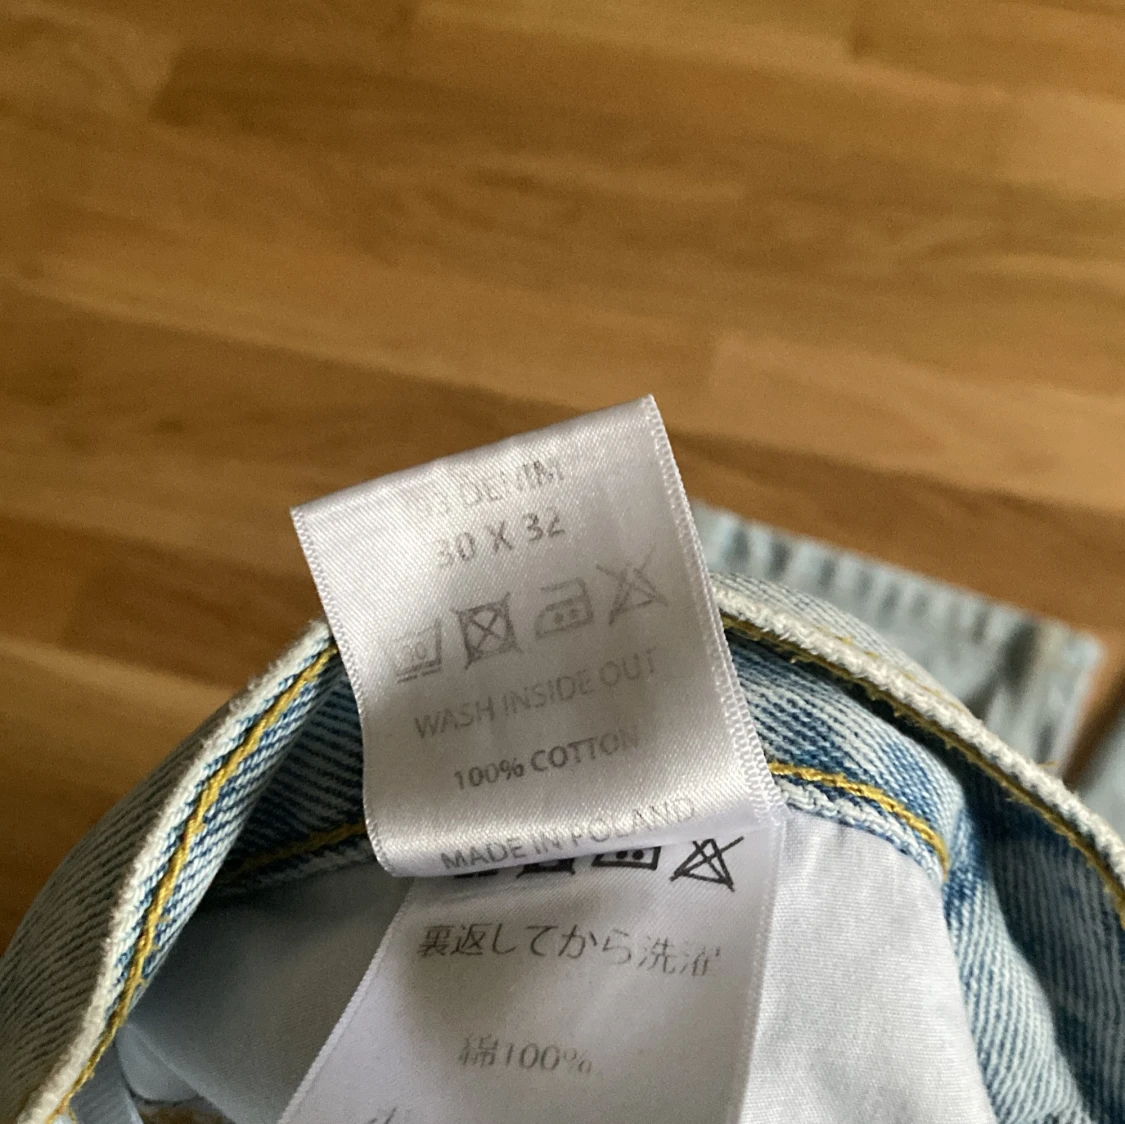 DENIM
30 X 32
WASH INSIDE OUT
100% COTTON
MADE IN POLAND
裏返してから洗濯
綿100%